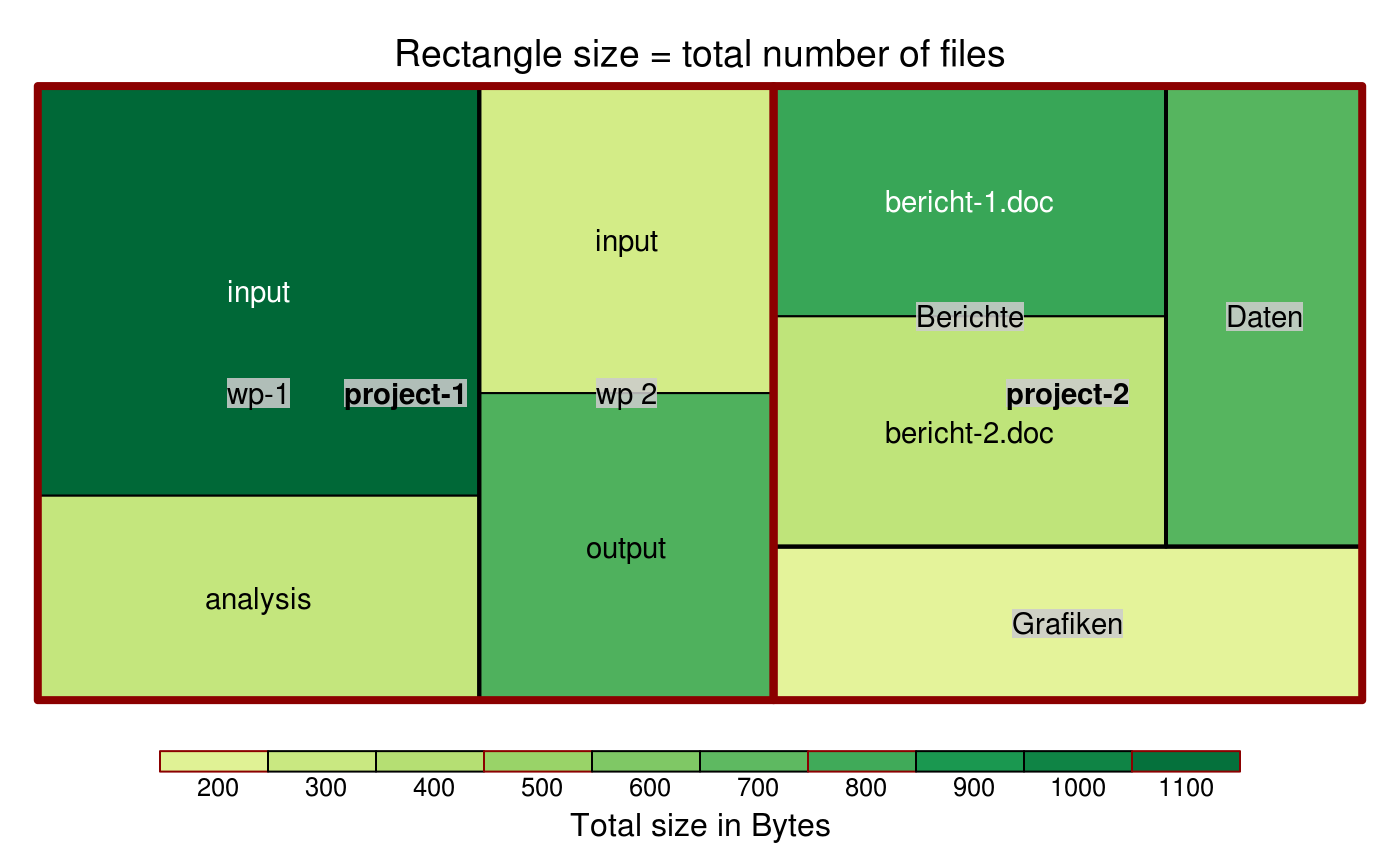 Rectangle size = total number of files
input
wp-1
project-1
analysis
input
wp 2
output
bericht-1.doc
Berichte
project-2
bericht-2.doc
Daten
Grafiken
200 300 400 500 600 700 800 900 1000 1100
Total size in Bytes